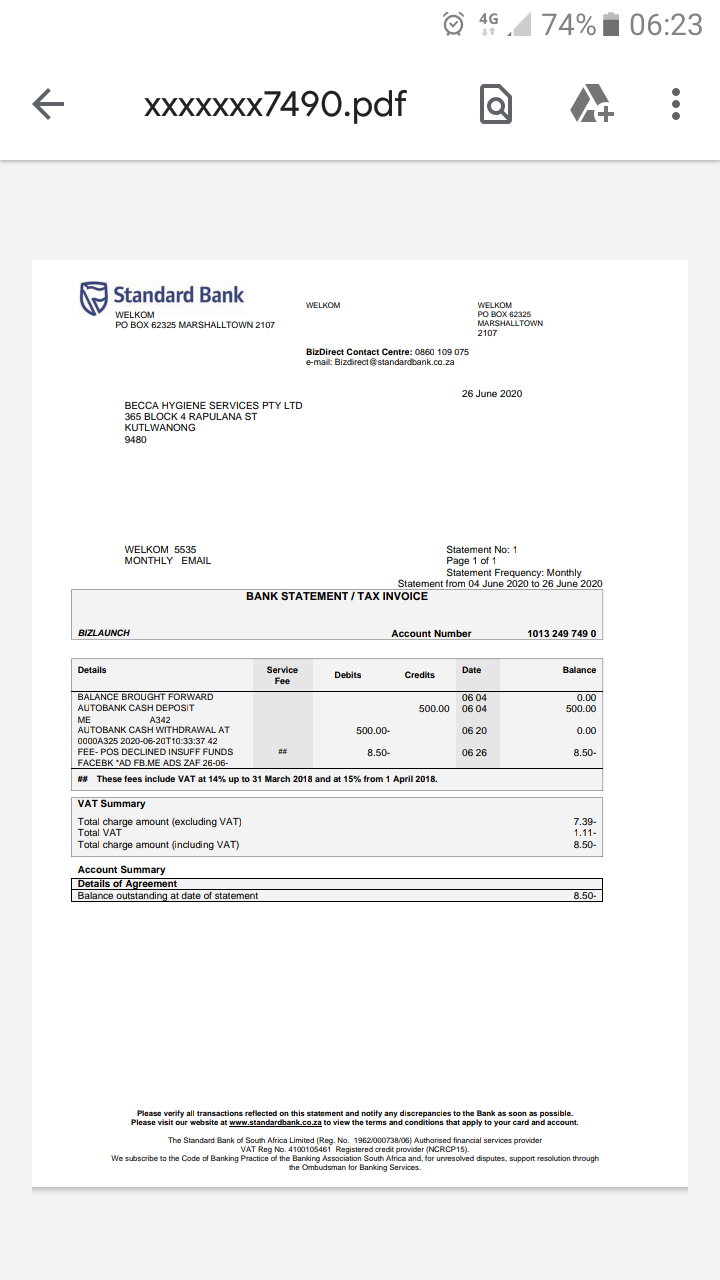 4G 74% 06:23
xxxxxxx7490.pdf
Standard Bank
WELKOM
PO BOX 62325 MARSHALLTOWN 2107
WELKOM
WELKOM
PO BOX 62325
MARSHALLTOWN
2107
BizDirect Contact Centre: 0860 109 075
e-mail: Bizdirect@standardbank.co.za
26 June 2020
BECCA HYGIENE SERVICES PTY LTD
365 BLOCK 4 RAPULANA ST
KUTLWANONG
9480
WELKOM 5535
MONTHLY EMAIL
Statement No: 1
Page 1 of 1
Statement Frequency: Monthly
Statement from 04 June 2020 to 26 June 2020
BANK STATEMENT / TAX INVOICE
BIZLAUNCH Account Number 1013 249 749 0
Details Service Fee Debits Credits Date Balance
BALANCE BROUGHT FORWARD 06 04 0.00
AUTOBANK CASH DEPOSIT 500.00 06 04 500.00
ME A342
AUTOBANK CASH WITHDRAWAL AT 500.00- 06 20 0.00
0000A325 2020-06-20T10:33:37 42
FEE- POS DECLINED INSUFF FUNDS ## 8.50- 06 26 8.50-
FACEBK *AD FB.ME ADS ZAF 26-06-
## These fees include VAT at 14% up to 31 March 2018 and at 15% from 1 April 2018.
VAT Summary
Total charge amount (excluding VAT) 7.39-
Total VAT 1.11-
Total charge amount (including VAT) 8.50-
Account Summary
Details of Agreement
Balance outstanding at date of statement 8.50-
Please verify all transactions reflected on this statement and notify any discrepancies to the Bank as soon as possible.
Please visit our website at www.standardbank.co.za to view the terms and conditions that apply to your card and account.
The Standard Bank of South Africa Limited (Reg. No. 1962/000738/06) Authorised financial services provider
VAT Reg No. 4100105461 Registered credit provider (NCRCP15).
We subscribe to the Code of Banking Practice of the Banking Association South Africa and, for unresolved disputes, support resolution through
the Ombudsman for Banking Services.